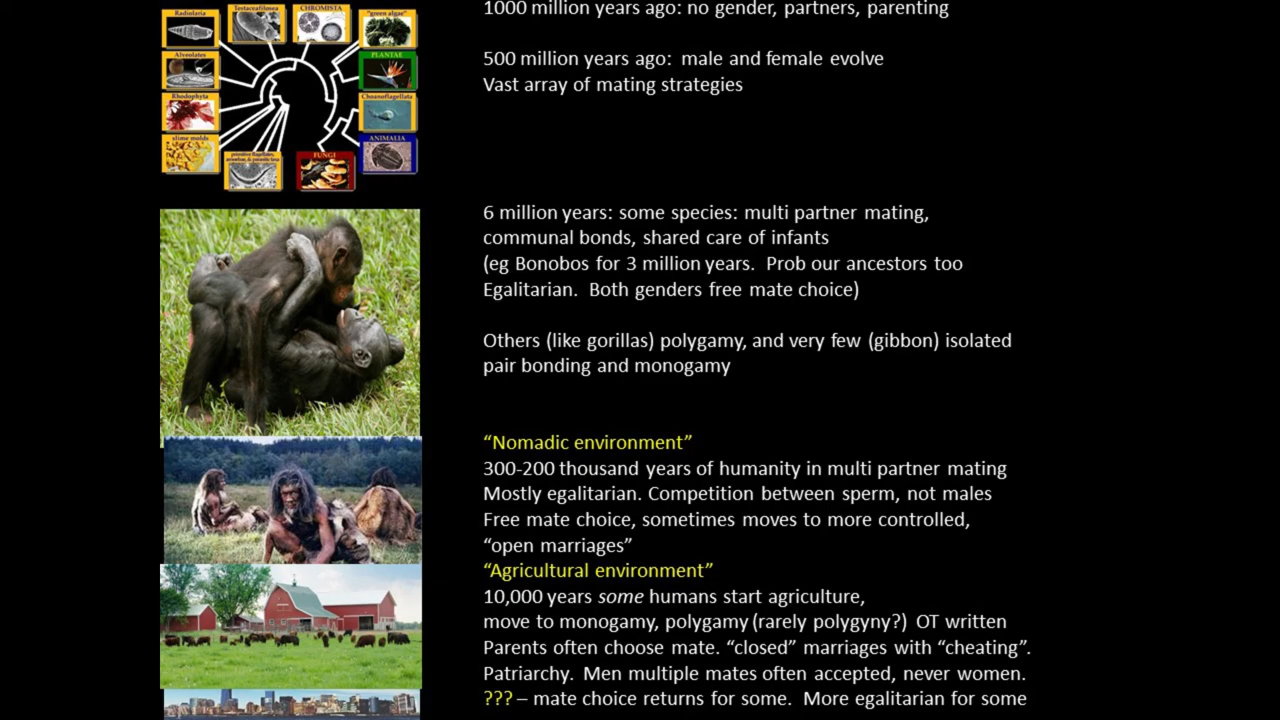 Radiolaria
Testaceafilosea
CHROMISTA
"green algae"
Alveolates
PLANTAE
Rhodophyta
Choanoflagellata
slime molds
ANIMALIA
FUNGI
1000 million years ago: no gender, partners, parenting
500 million years ago: male and female evolve
Vast array of mating strategies
6 million years: some species: multi partner mating,
communal bonds, shared care of infants
(eg Bonobos for 3 million years. Prob our ancestors too
Egalitarian. Both genders free mate choice)
Others (like gorillas) polygamy, and very few (gibbon) isolated
pair bonding and monogamy
“Nomadic environment”
300-200 thousand years of humanity in multi partner mating
Mostly egalitarian. Competition between sperm, not males
Free mate choice, sometimes moves to more controlled,
“open marriages”
“Agricultural environment”
10,000 years some humans start agriculture,
move to monogamy, polygamy (rarely polygyny?) OT written
Parents often choose mate. “closed” marriages with “cheating”.
Patriarchy. Men multiple mates often accepted, never women.
??? – mate choice returns for some. More egalitarian for some